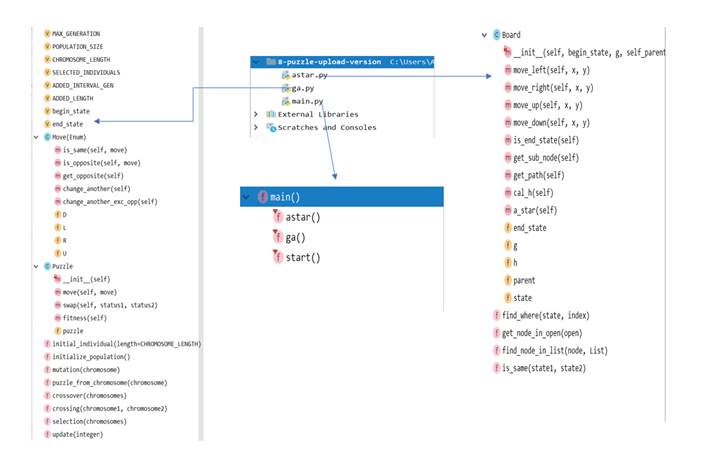 MAX_GENERATION
POPULATION_SIZE
CHROMOSOME_LENGTH
SELECTED_INDIVIDUALS
ADDED_INTERVAL_GEN
ADDED_LENGTH
begin_state
end_state
Move(Enum)
is_same(self, move)
is_opposite(self, move)
get_opposite(self)
change_another(self)
change_another_exc_opp(self)
D
L
R
U
Puzzle
__init__(self)
move(self, move)
swap(self, status1, status2)
fitness(self)
puzzle
initial_individual(length=CHROMOSOME_LENGTH)
initialize_population()
mutation(chromosome)
puzzle_from_chromosome(chromosome)
crossover(chromosomes)
crossing(chromosome1, chromosome2)
selection(chromosomes)
update(integer)
8-puzzle-upload-version C:\Users\A
astar.py
ga.py
main.py
External Libraries
Scratches and Consoles
main()
astar()
ga()
start()
Board
__init__(self, begin_state, g, self_parent
move_left(self, x, y)
move_right(self, x, y)
move_up(self, x, y)
move_down(self, x, y)
is_end_state(self)
get_sub_node(self)
get_path(self)
cal_h(self)
a_star(self)
end_state
g
h
parent
state
find_where(state, index)
get_node_in_open(open)
find_node_in_list(node, List)
is_same(state1, state2)